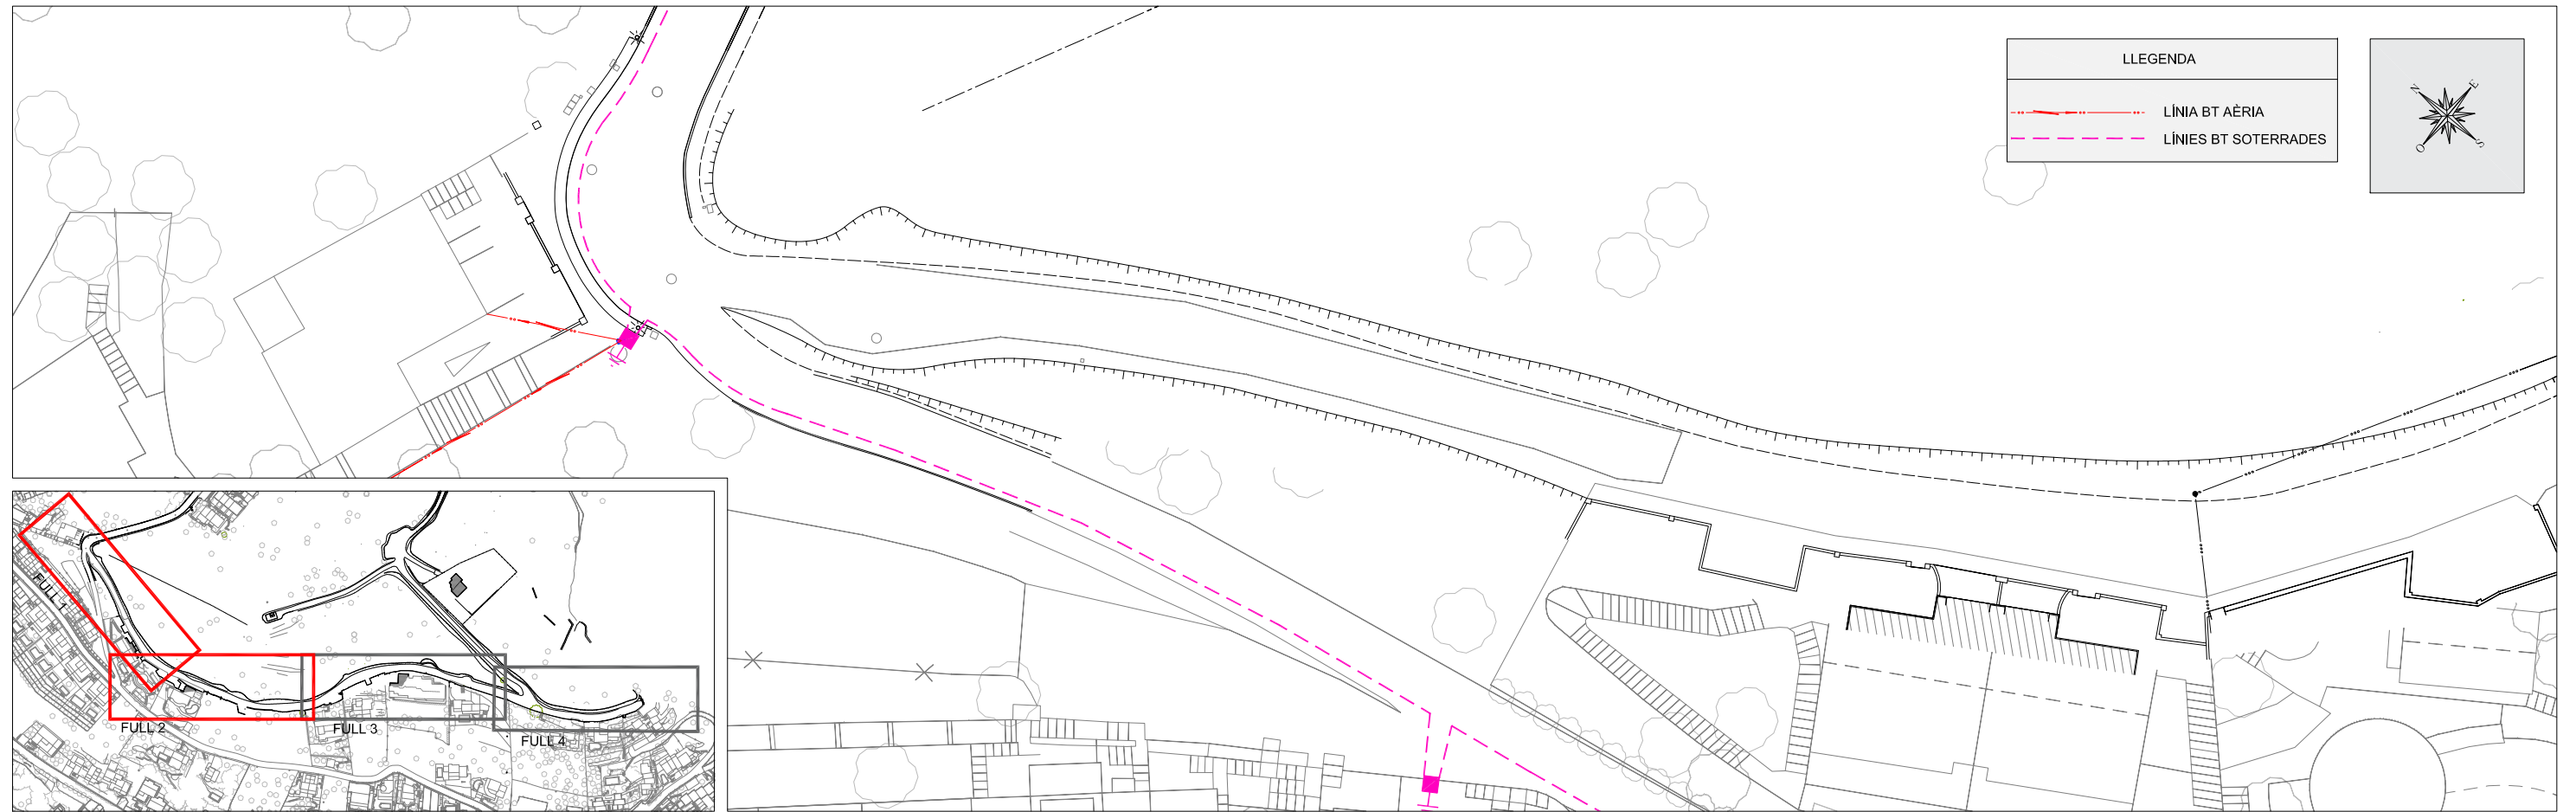 LLEGENDA
LÍNIA BT AÈRIA
LÍNIES BT SOTERRADES
N
E
O
S
FULL 1
FULL 2
FULL 3
FULL 4